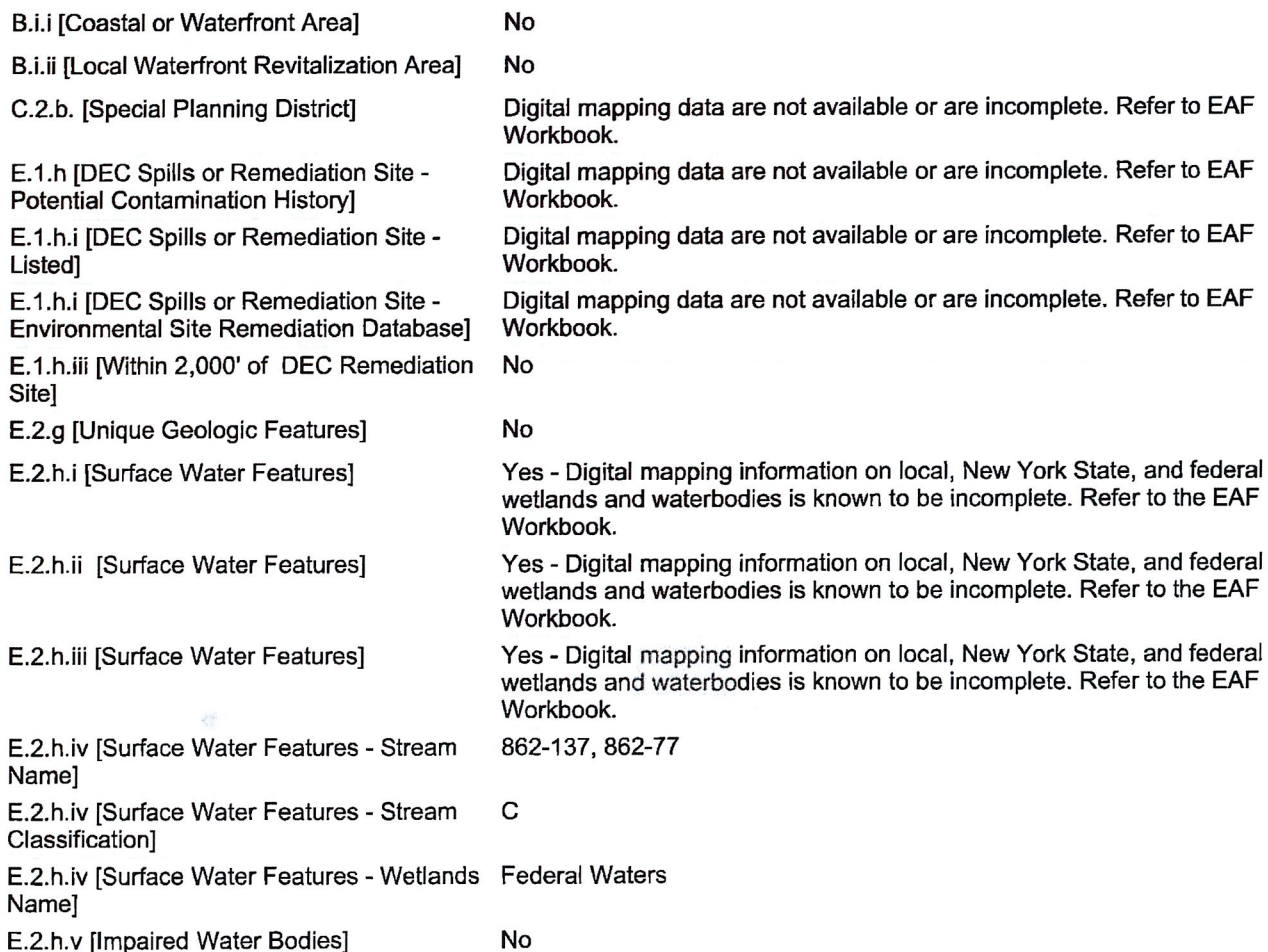 B.i.i [Coastal or Waterfront Area] No
B.i.ii [Local Waterfront Revitalization Area] No
C.2.b. [Special Planning District] Digital mapping data are not available or are incomplete. Refer to EAF
Workbook.
E.1.h [DEC Spills or Remediation Site - Digital mapping data are not available or are incomplete. Refer to EAF
Potential Contamination History] Workbook.
E.1.h.i [DEC Spills or Remediation Site - Digital mapping data are not available or are incomplete. Refer to EAF
Listed] Workbook.
E.1.h.i [DEC Spills or Remediation Site - Digital mapping data are not available or are incomplete. Refer to EAF
Environmental Site Remediation Database] Workbook.
E.1.h.iii [Within 2,000' of DEC Remediation No
Site]
E.2.g [Unique Geologic Features] No
E.2.h.i [Surface Water Features] Yes - Digital mapping information on local, New York State, and federal
wetlands and waterbodies is known to be incomplete. Refer to the EAF
Workbook.
E.2.h.ii [Surface Water Features] Yes - Digital mapping information on local, New York State, and federal
wetlands and waterbodies is known to be incomplete. Refer to the EAF
Workbook.
E.2.h.iii [Surface Water Features] Yes - Digital mapping information on local, New York State, and federal
wetlands and waterbodies is known to be incomplete. Refer to the EAF
Workbook.
E.2.h.iv [Surface Water Features - Stream 862-137, 862-77
Name]
E.2.h.iv [Surface Water Features - Stream C
Classification]
E.2.h.iv [Surface Water Features - Wetlands Federal Waters
Name]
E.2.h.v [Impaired Water Bodies] No